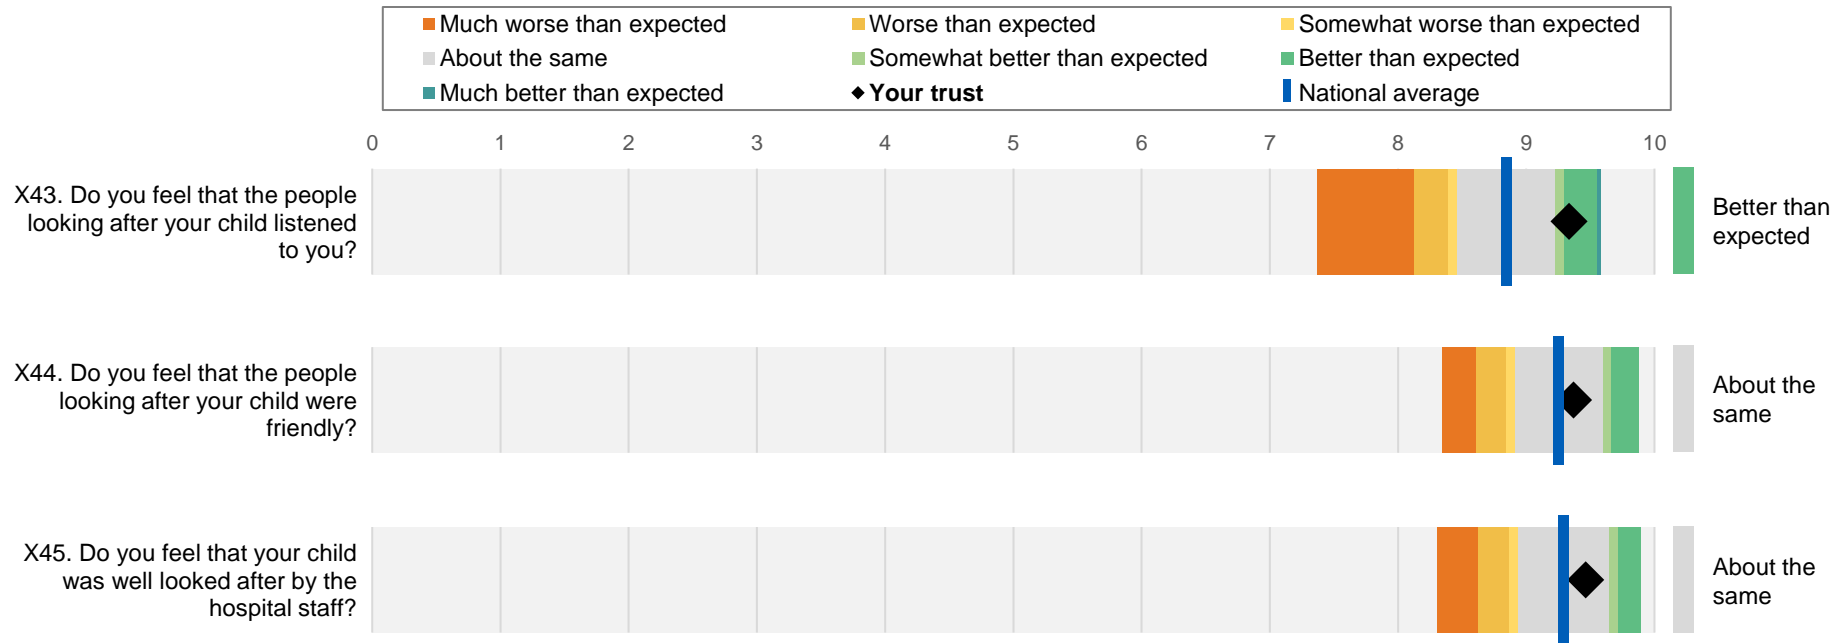 Much worse than expected
Worse than expected
Somewhat worse than expected
About the same
Somewhat better than expected
Better than expected
Much better than expected
Your trust
National average
0 1 2 3 4 5 6 7 8 9 10
X43. Do you feel that the people
looking after your child listened
to you?
Better than
expected
X44. Do you feel that the people
looking after your child were
friendly?
About the
same
X45. Do you feel that your child
was well looked after by the
hospital staff?
About the
same